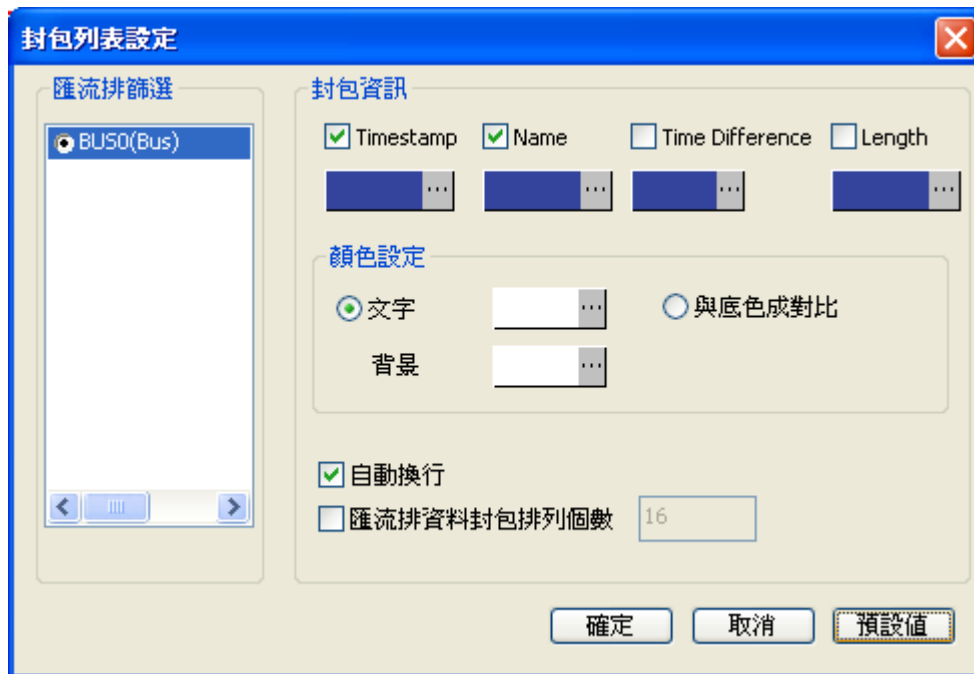 封包列表設定
匯流排篩選
BUS0(Bus)
封包資訊
Timestamp Name Time Difference Length
... ... ... ...
顏色設定
文字 ... 與底色成對比
背景 ...
自動換行
匯流排資料封包排列個數 16
確定 取消 預設值